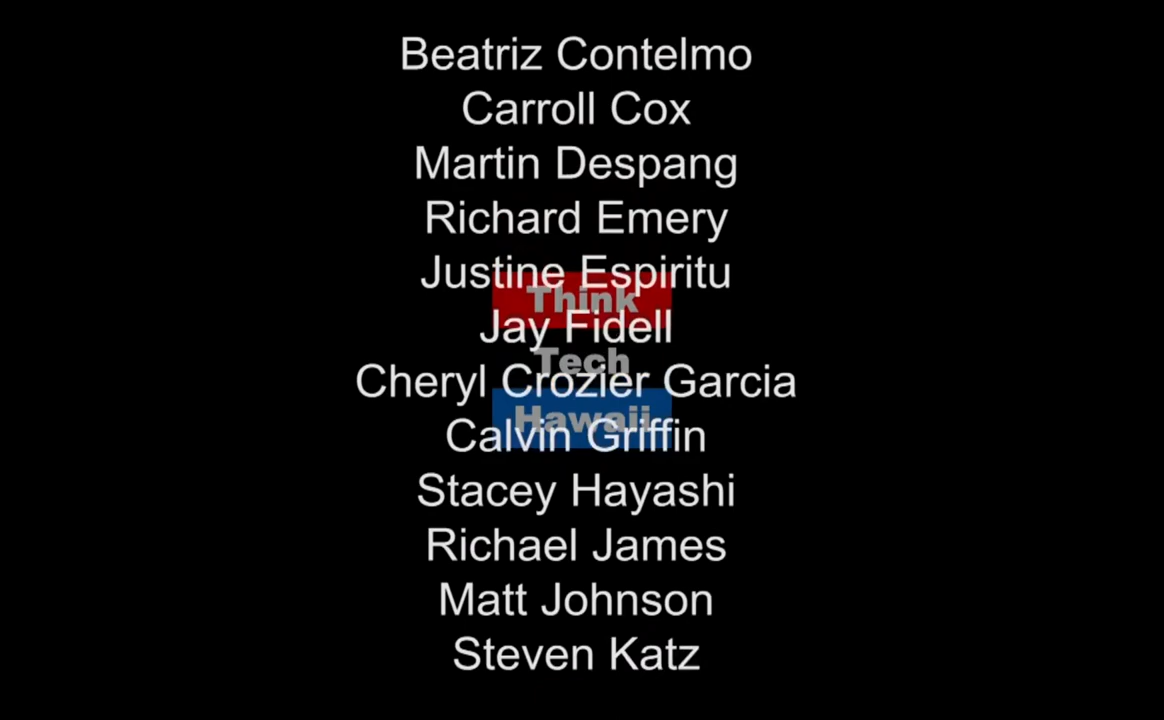 Beatriz Contelmo
Carroll Cox
Martin Despang
Richard Emery
Justine Espiritu
Think
Jay Fidell
Tech
Cheryl Crozier Garcia
Hawaii
Calvin Griffin
Stacey Hayashi
Richael James
Matt Johnson
Steven Katz